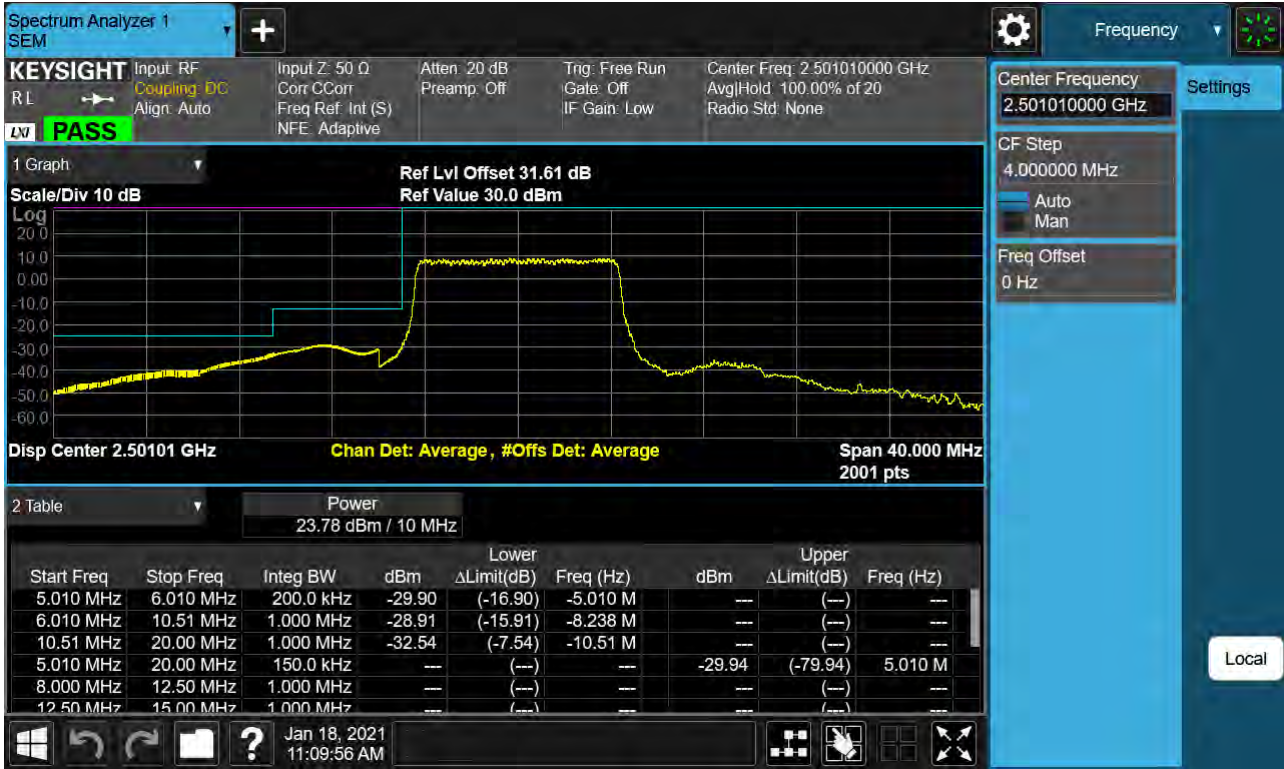 Spectrum Analyzer 1
SEM
Frequency
KEYSIGHT
Input: RF
Coupling: DC
Align: Auto
Input Z: 50 Ω
Corr CCorr
Freq Ref: Int (S)
NFE: Adaptive
Atten: 20 dB
Preamp: Off
Trig: Free Run
Gate: Off
IF Gain: Low
Center Freq: 2.501010000 GHz
Avg|Hold: 100.00% of 20
Radio Std: None
R L
LXI
PASS
Center Frequency
2.501010000 GHz
Settings
CF Step
4.000000 MHz
Auto
Man
Freq Offset
0 Hz
Local
1 Graph
Scale/Div 10 dB
Ref Lvl Offset 31.61 dB
Ref Value 30.0 dBm
Log
20.0
10.0
0.00
-10.0
-20.0
-30.0
-40.0
-50.0
-60.0
Disp Center 2.50101 GHz
Chan Det: Average, #Offs Det: Average
Span 40.000 MHz
2001 pts
2 Table
Power
23.78 dBm / 10 MHz
Lower Upper
Start Freq Stop Freq Integ BW dBm ΔLimit(dB) Freq (Hz) dBm ΔLimit(dB) Freq (Hz)
5.010 MHz 6.010 MHz 200.0 kHz -29.90 (-16.90) -5.010 M --- (---) ---
6.010 MHz 10.51 MHz 1.000 MHz -28.91 (-15.91) -8.238 M --- (---) ---
10.51 MHz 20.00 MHz 1.000 MHz -32.54 (-7.54) -10.51 M --- (---) ---
5.010 MHz 20.00 MHz 150.0 kHz --- (---) --- -29.94 (-79.94) 5.010 M
8.000 MHz 12.50 MHz 1.000 MHz --- (---) --- --- (---) ---
12.50 MHz 15.00 MHz 1.000 MHz --- (---) --- --- (---) ---
?
Jan 18, 2021
11:09:56 AM